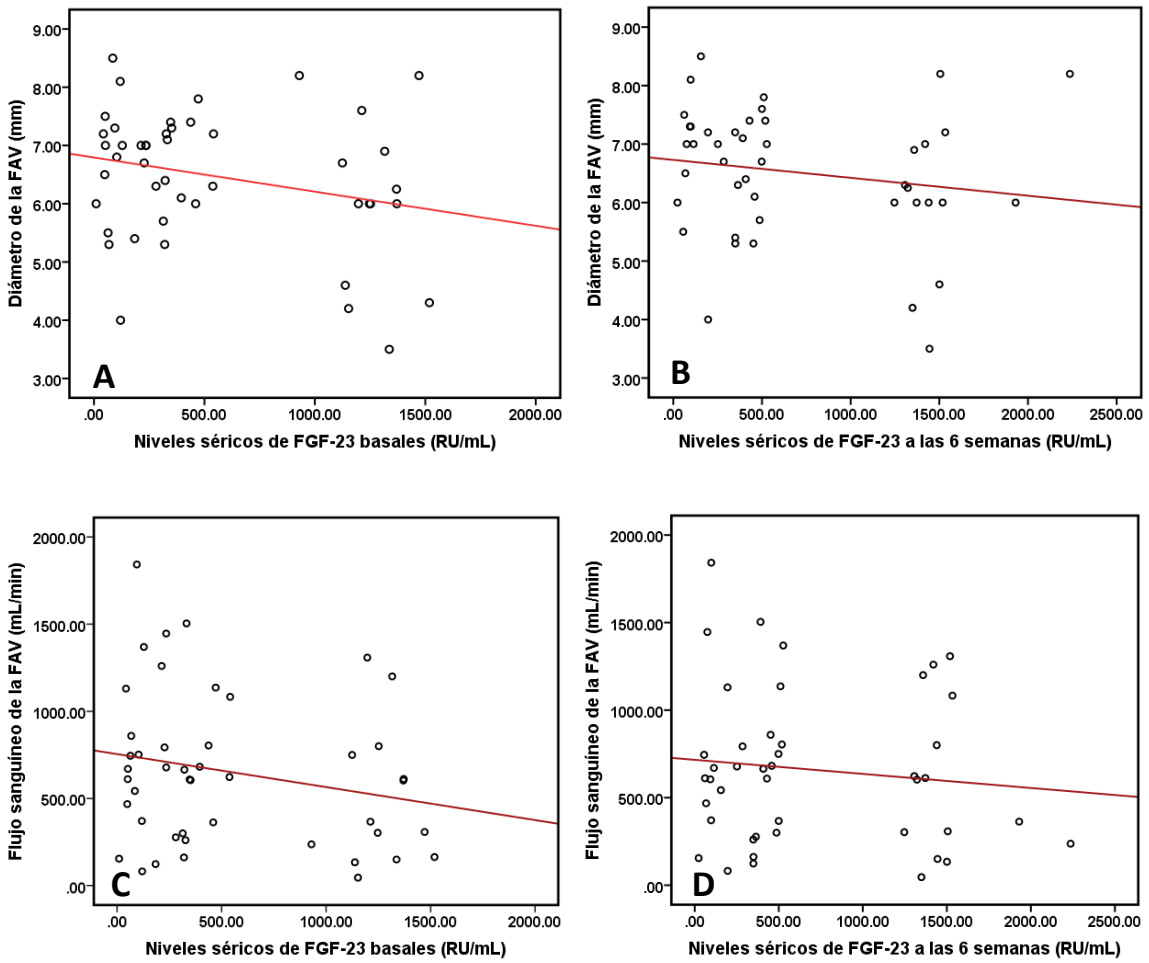 9.00
8.00
7.00
6.00
5.00
4.00
3.00
Diámetro de la FAV (mm)
A
.00 500.00 1000.00 1500.00 2000.00
Niveles séricos de FGF-23 basales (RU/mL)
9.00
8.00
7.00
6.00
5.00
4.00
3.00
Diámetro de la FAV (mm)
B
.00 500.00 1000.00 1500.00 2000.00 2500.00
Niveles séricos de FGF-23 a las 6 semanas (RU/mL)
2000.00
1500.00
1000.00
500.00
.00
Flujo sanguíneo de la FAV (mL/min)
C
.00 500.00 1000.00 1500.00 2000.00
Niveles séricos de FGF-23 basales (RU/mL)
2000.00
1500.00
1000.00
500.00
.00
Flujo sanguíneo de la FAV (mL/min)
D
.00 500.00 1000.00 1500.00 2000.00 2500.00
Niveles séricos de FGF-23 a las 6 semanas (RU/mL)